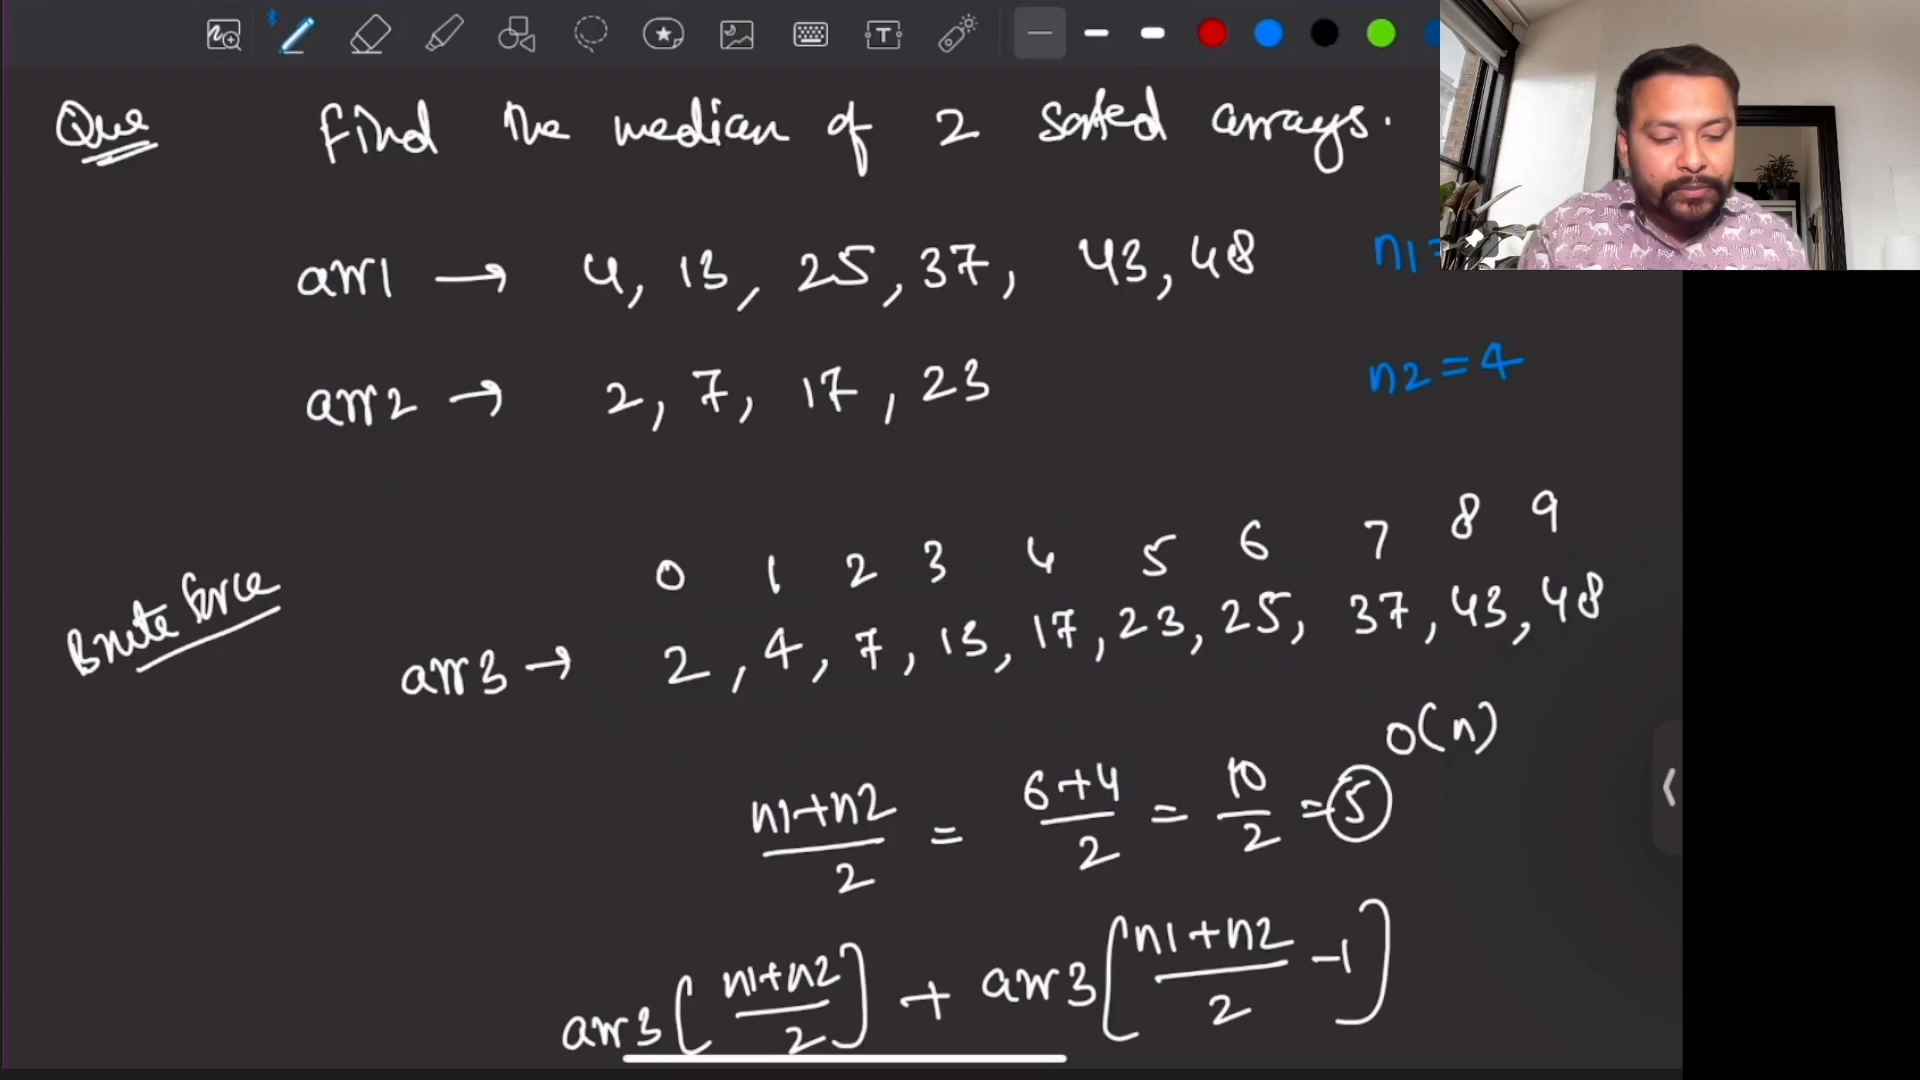 Que Find the median of 2 sorted arrays.
arr1 → 4, 13, 25, 37, 43, 48 n1=
arr2 → 2, 7, 17, 23 n2=4
0 1 2 3 4 5 6 7 8 9
Brute force
arr3 → 2, 4, 7, 13, 17, 23, 25, 37, 43, 48
O(n)
n1+n2/2 = 6+4/2 = 10/2 = 5
arr3[n1+n2/2] + arr3[n1+n2/2 -1]